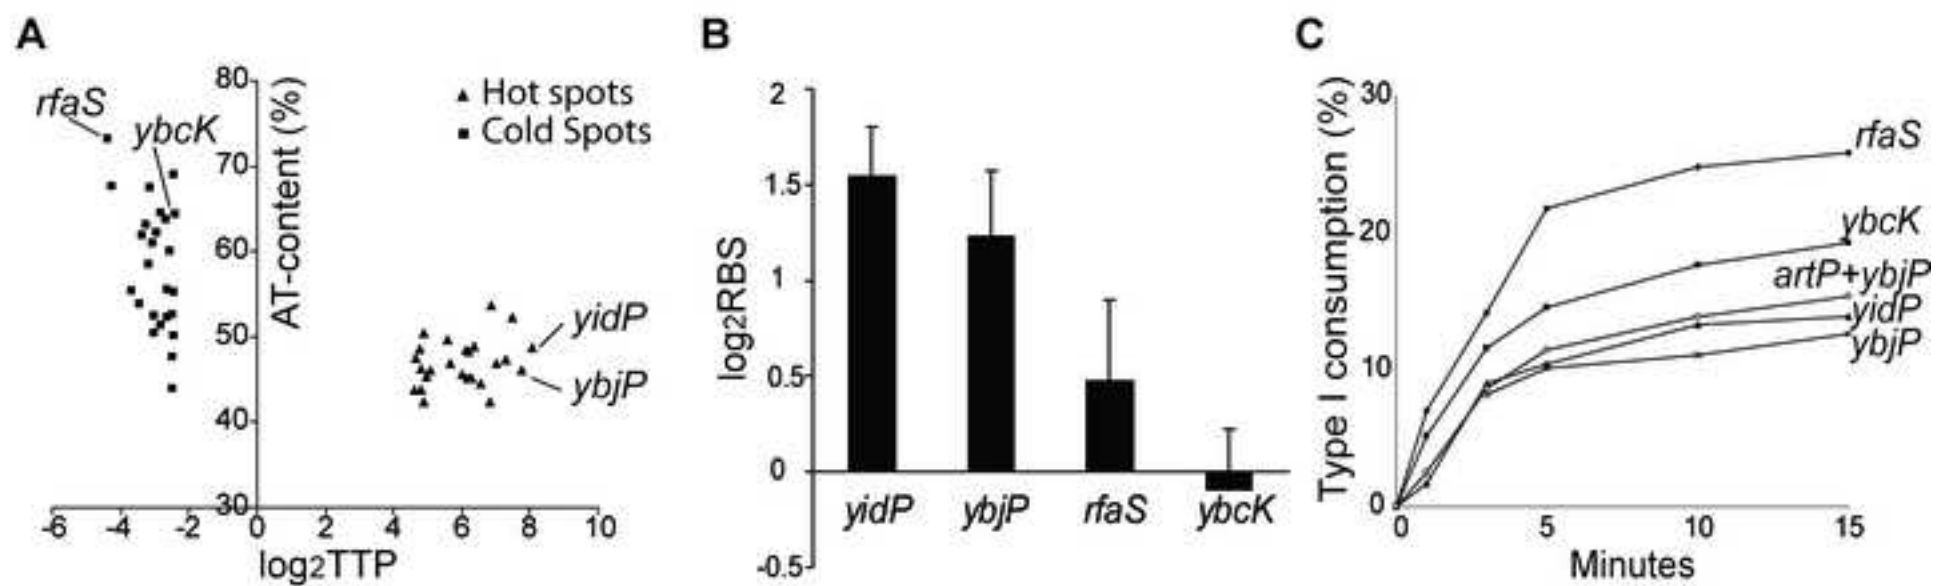 A
80
AT-content (%)
70
60
50
40
30
rfaS
ybcK
▲ Hot spots
■ Cold Spots
yidP
ybjP
-6 -4 -2 0 2 4 6 8 10
log2TTP
B
2
1.5
1
0.5
0
-0.5
log2RBS
yidP ybjP rfaS ybcK
C
30
20
10
0
Type I consumption (%)
rfaS
ybcK
artP+ybjP
yidP
ybjP
0 5 10 15
Minutes